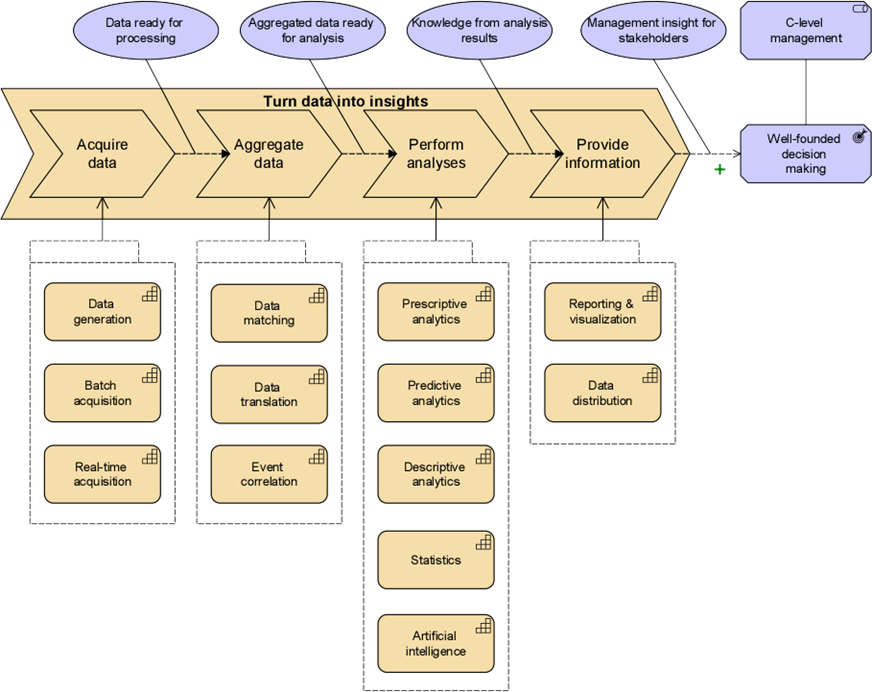 Data ready for
processing
Aggregated data ready
for analysis
Knowledge from analysis
results
Management insight for
stakeholders
C-level
management
Turn data into insights
Acquire
data
Aggregate
data
Perform
analyses
Provide
information
Well-founded
decision
making
+
Data
generation
Batch
acquisition
Real-time
acquisition
Data
matching
Data
translation
Event
correlation
Prescriptive
analytics
Predictive
analytics
Descriptive
analytics
Statistics
Artificial
intelligence
Reporting &
visualization
Data
distribution